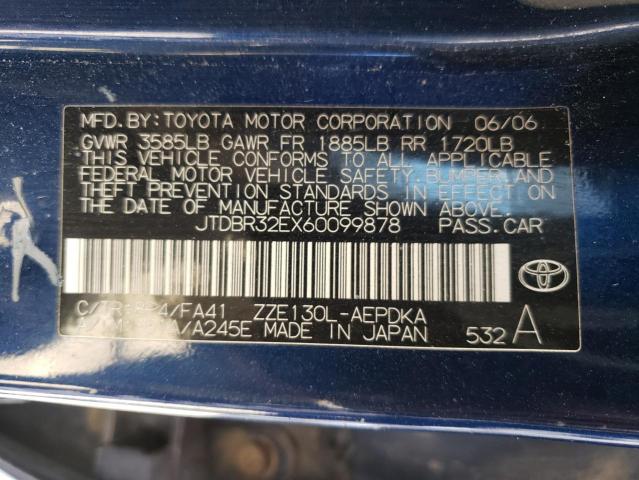 MFD.BY:TOYOTA MOTOR CORPORATION 06/06
GVWR 3585LB GAWR FR 1885LB RR 1720LB
THIS VEHICLE CONFORMS TO ALL APPLICABLE
FEDERAL MOTOR VEHICLE SAFETY,BUMPER,AND
THEFT PREVENTION STANDARDS IN EFFECT ON
THE DATE OF MANUFACTURE SHOWN ABOVE.
JTDBR32EX60099878 PASS.CAR
/FA41 ZZE130L-AEPDKA
/A245E MADE IN JAPAN 532 A
TOYOTA